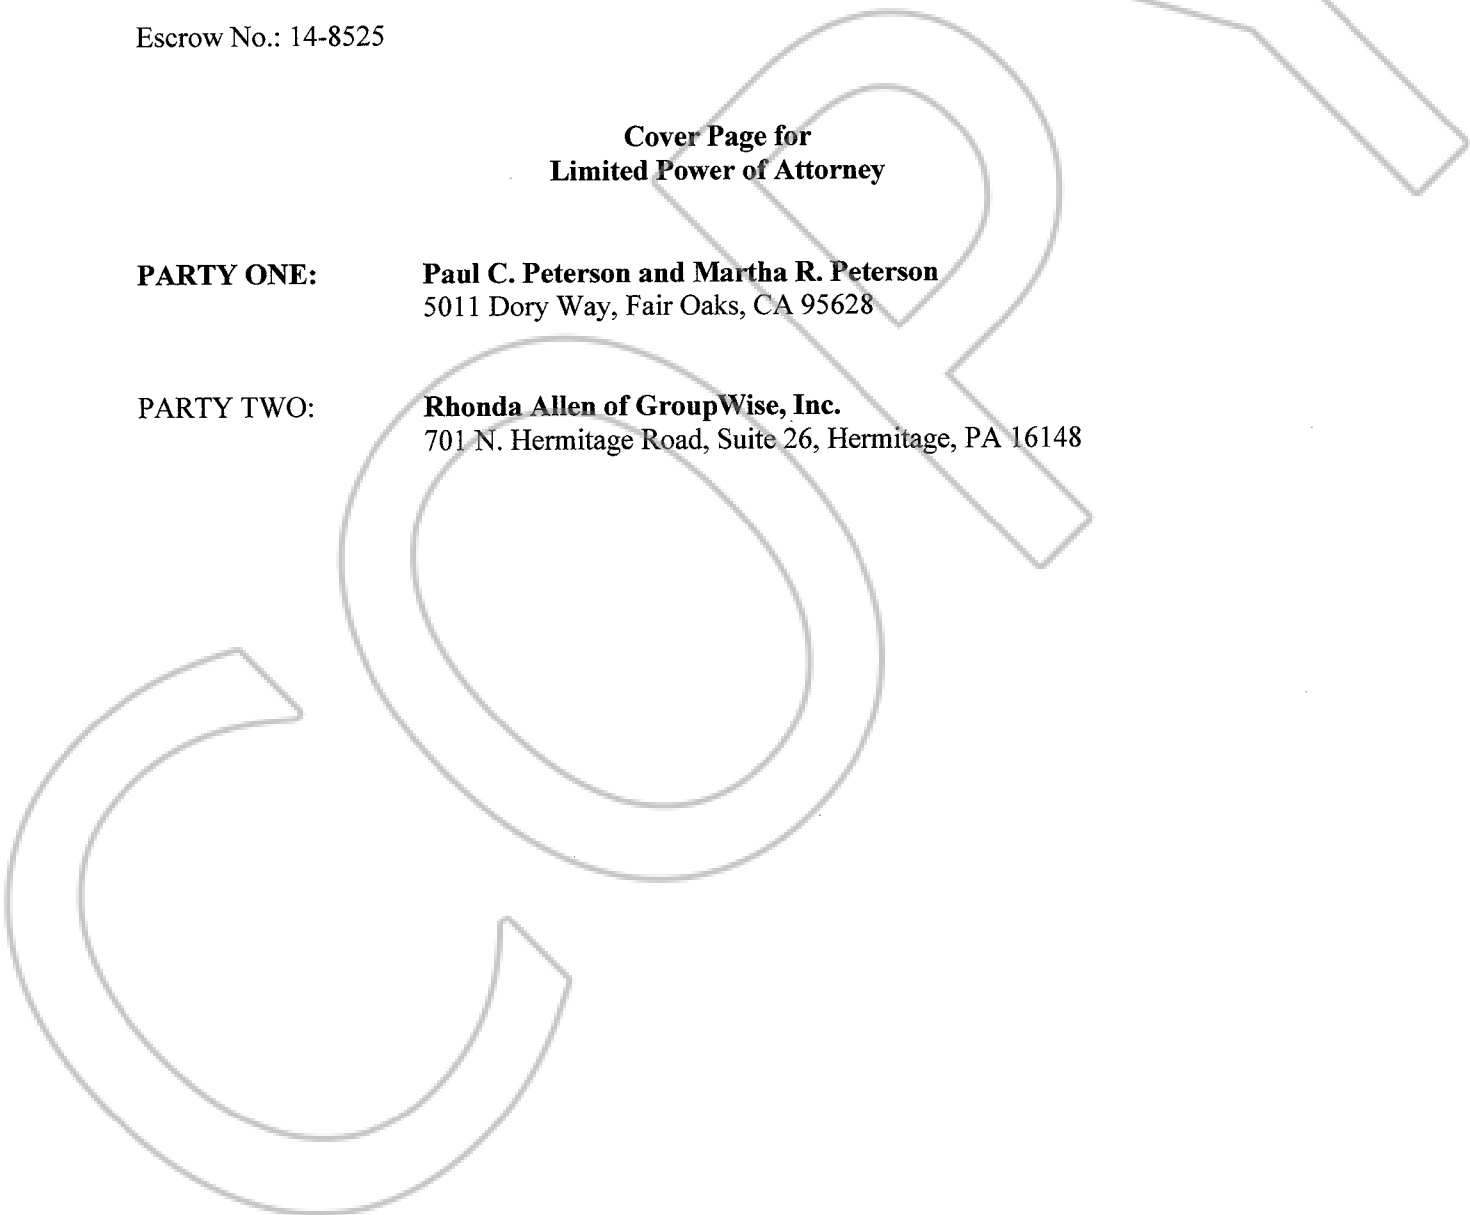 Escrow No.: 14-8525
Cover Page for
Limited Power of Attorney
PARTY ONE:
Paul C. Peterson and Martha R. Peterson
5011 Dory Way, Fair Oaks, CA 95628
PARTY TWO:
Rhonda Allen of GroupWise, Inc.
701 N. Hermitage Road, Suite 26, Hermitage, PA 16148
COPY